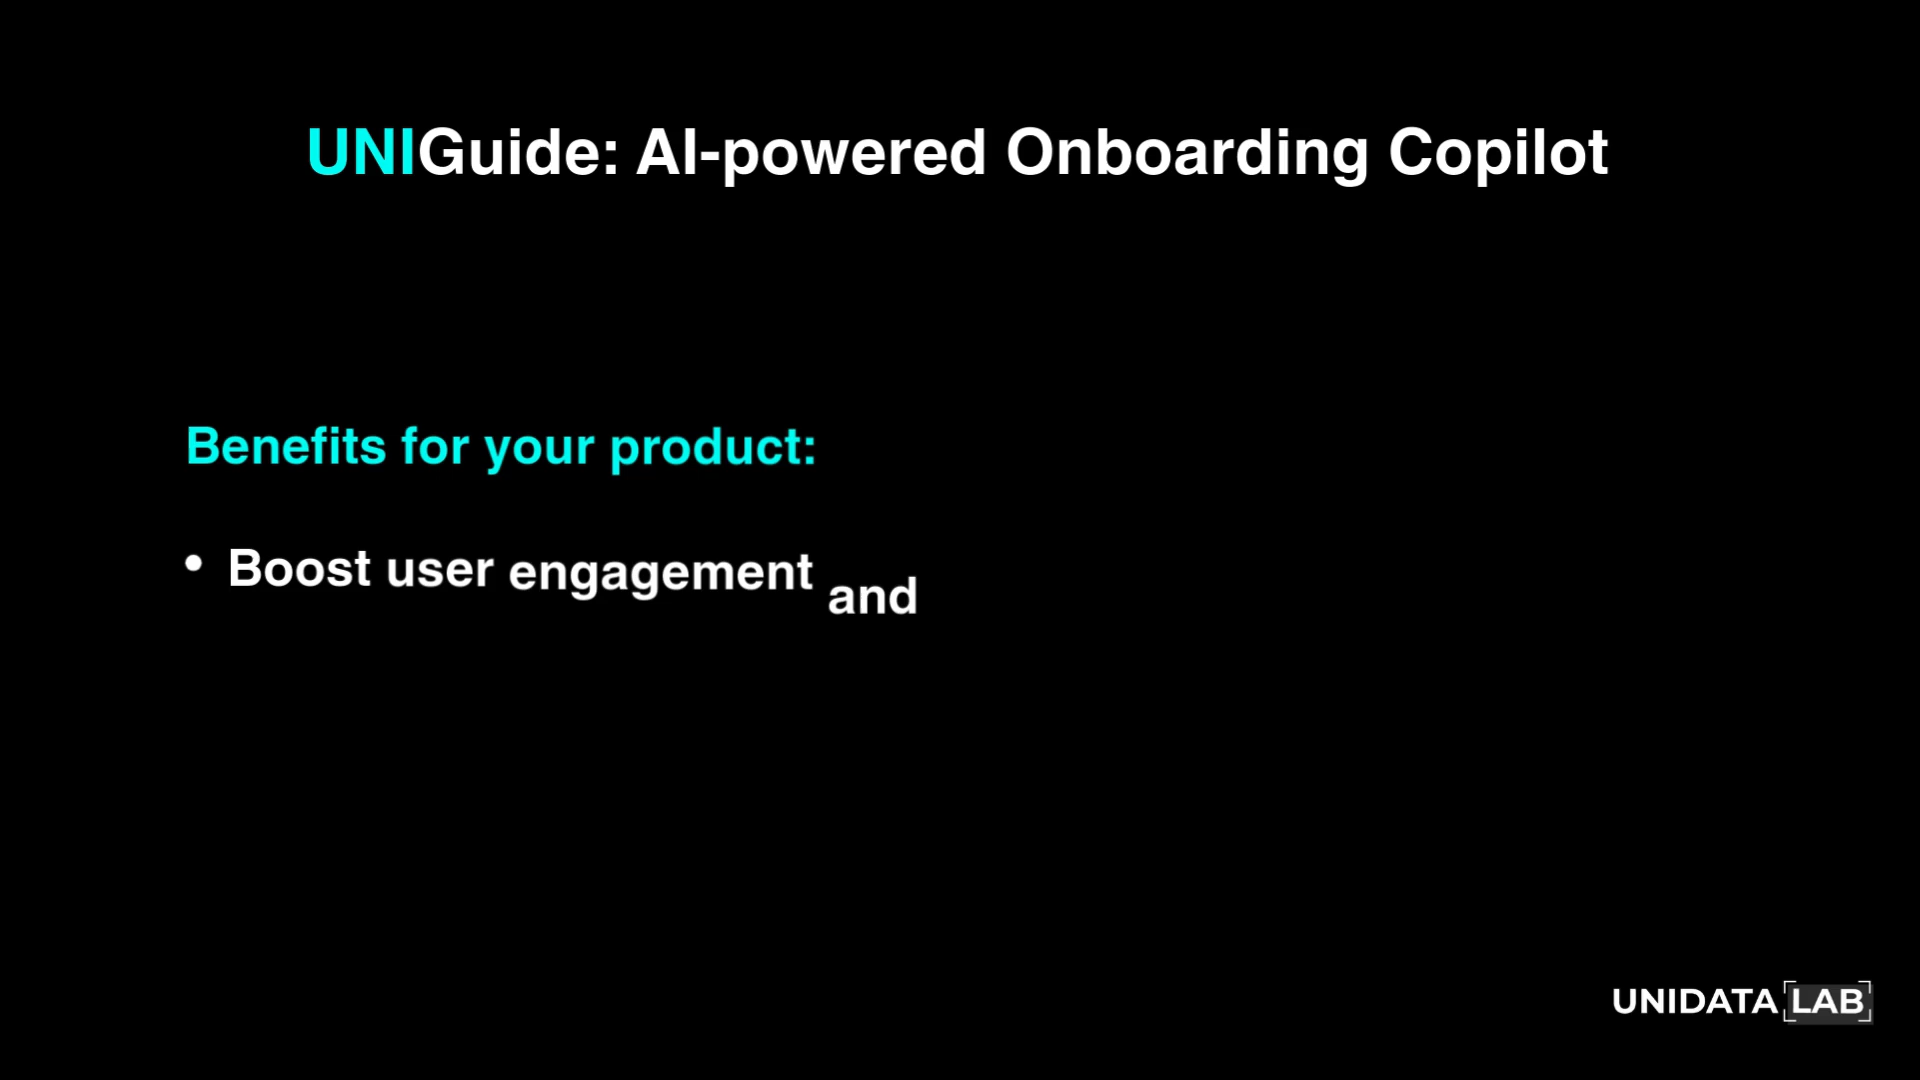 UNIGuide: AI-powered Onboarding Copilot
Benefits for your product:
• Boost user engagement and
UNIDATA LAB